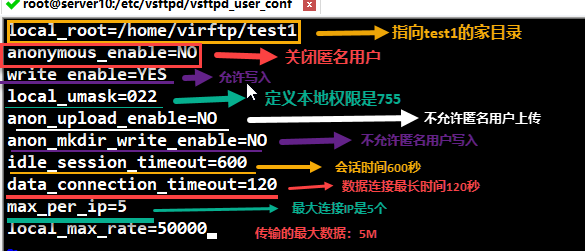 root@server10:/etc/vsftpd/vsftpd_user_conf
local_root=/home/virftp/test1 指向test1的家目录
anonymous_enable=NO 关闭匿名用户
write_enable=YES 允许写入
local_umask=022 定义本地权限是755
anon_upload_enable=NO 不允许匿名用户上传
anon_mkdir_write_enable=NO 不允许匿名用户写入
idle_session_timeout=600 会话时间600秒
data_connection_timeout=120 数据连接最长时间120秒
max_per_ip=5 最大连接IP是5个
local_max_rate=50000 传输的最大数据：5M